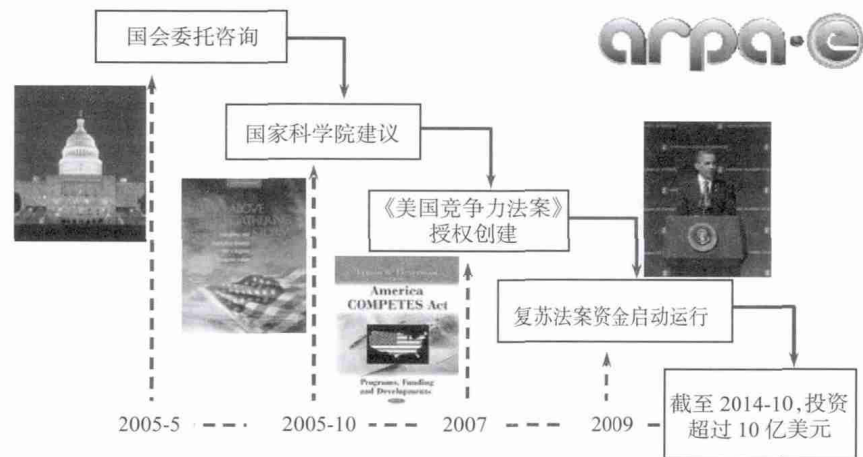 国会委托咨询
arpa·e
国家科学院建议
《美国竞争力法案》
授权创建
ABOVE
GATHERING
America
COMPETES Act
Programs, Funding
and Developments
复苏法案资金启动运行
截至 2014-10，投资
超过 10 亿美元
2005-5
2005-10
2007
2009